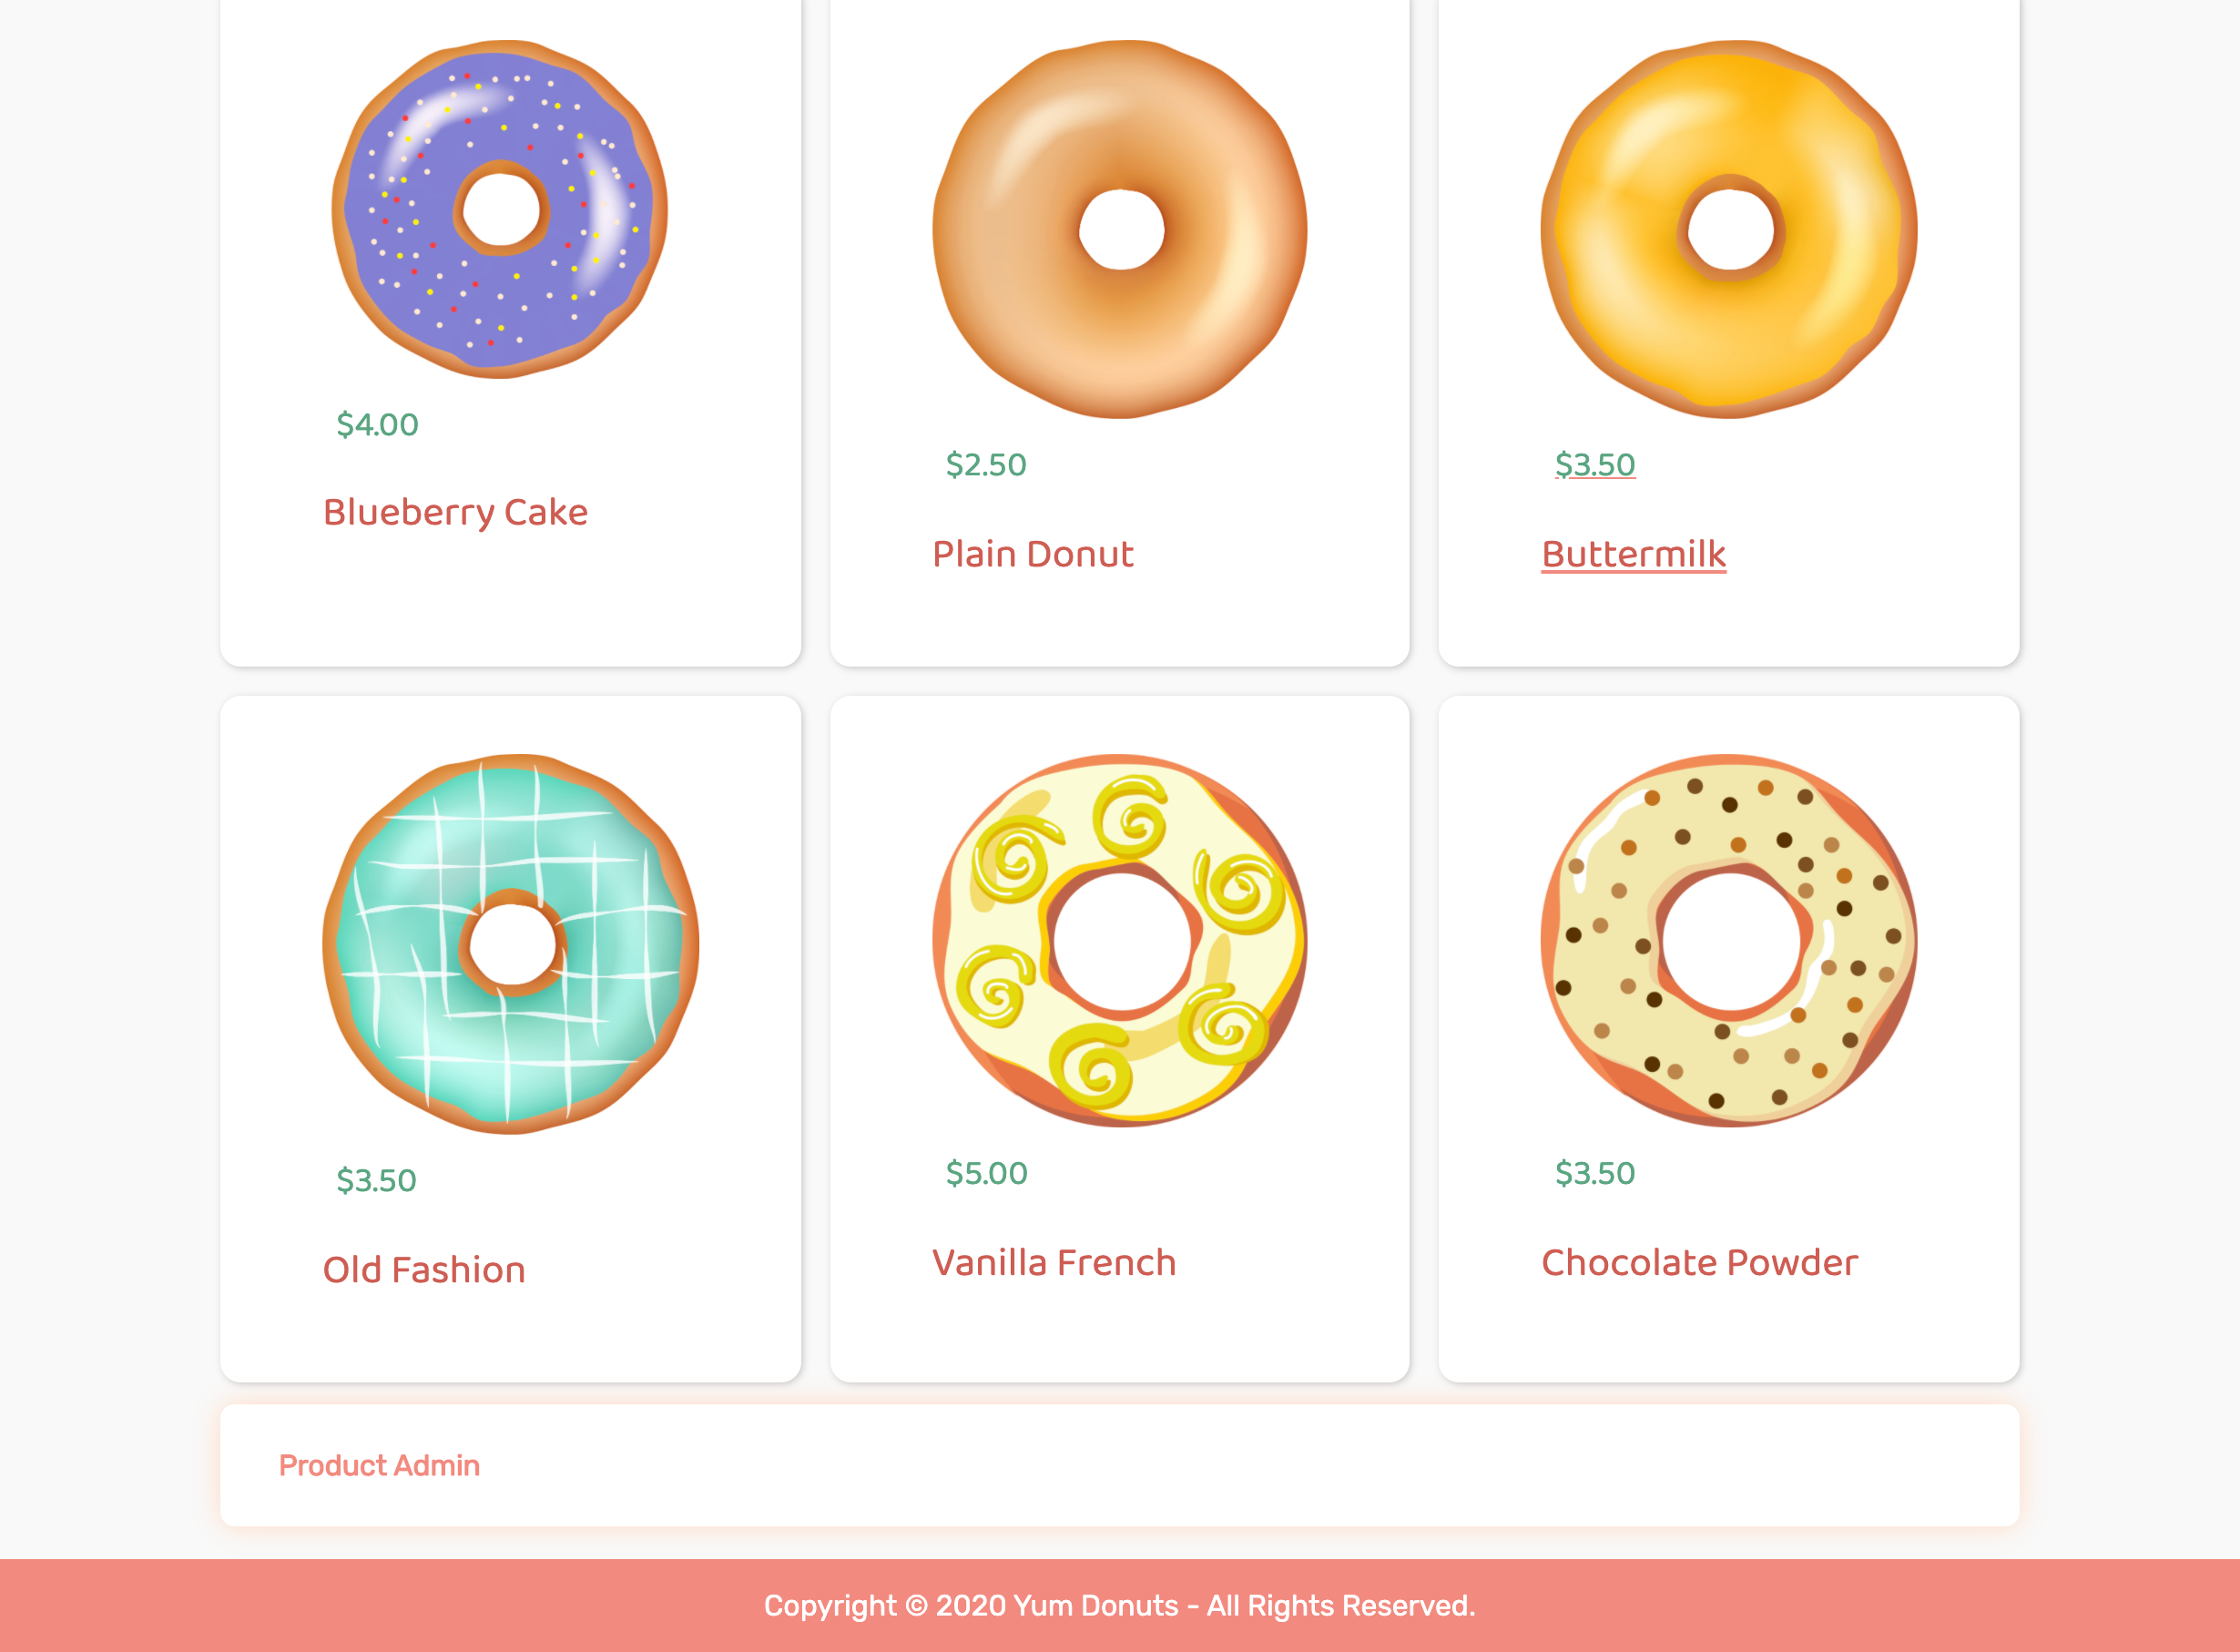 $4.00
Blueberry Cake
$2.50
Plain Donut
$3.50
Buttermilk
$3.50
Old Fashion
$5.00
Vanilla French
$3.50
Chocolate Powder
Product Admin
Copyright © 2020 Yum Donuts - All Rights Reserved.